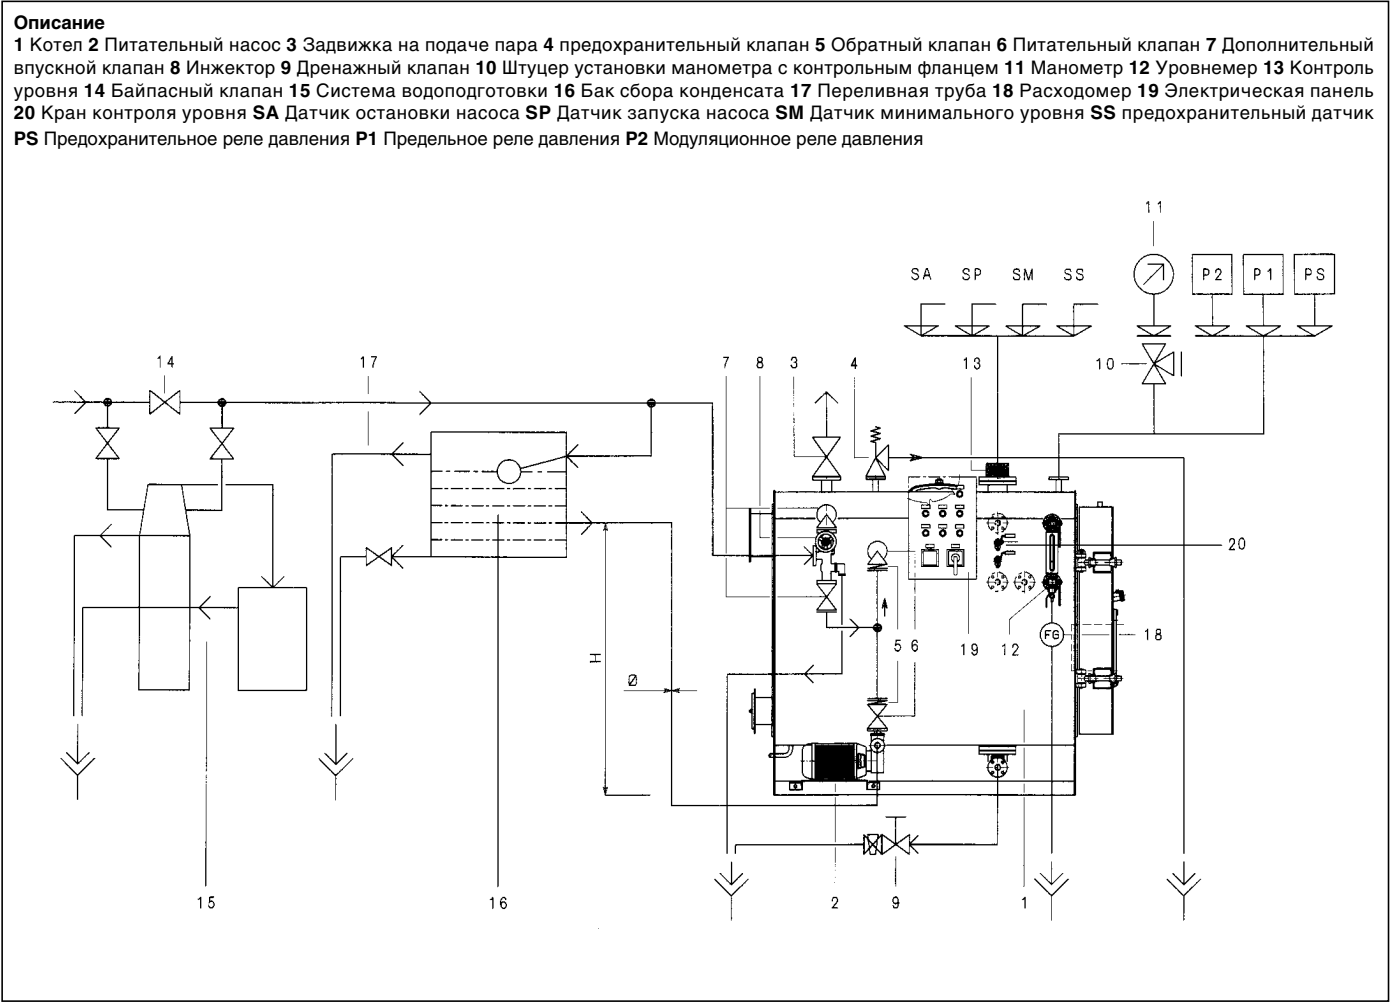 Описание
1 Котел 2 Питательный насос 3 Задвижка на подаче пара 4 предохранительный клапан 5 Обратный клапан 6 Питательный клапан 7 Дополнительный
впускной клапан 8 Инжектор 9 Дренажный клапан 10 Штуцер установки манометра с контрольным фланцем 11 Манометр 12 Уровнемер 13 Контроль
уровня 14 Байпасный клапан 15 Система водоподготовки 16 Бак сбора конденсата 17 Переливная труба 18 Расходомер 19 Электрическая панель
20 Кран контроля уровня SA Датчик остановки насоса SP Датчик запуска насоса SM Датчик минимального уровня SS предохранительный датчик
PS Предохранительное реле давления P1 Предельное реле давления P2 Модуляционное реле давления
11
SA SP SM SS
P2 P1 PS
14 17 7 8 3 4 13 10
20
FG 18
5 6 19 12
H
Ø
15 16 2 9 1